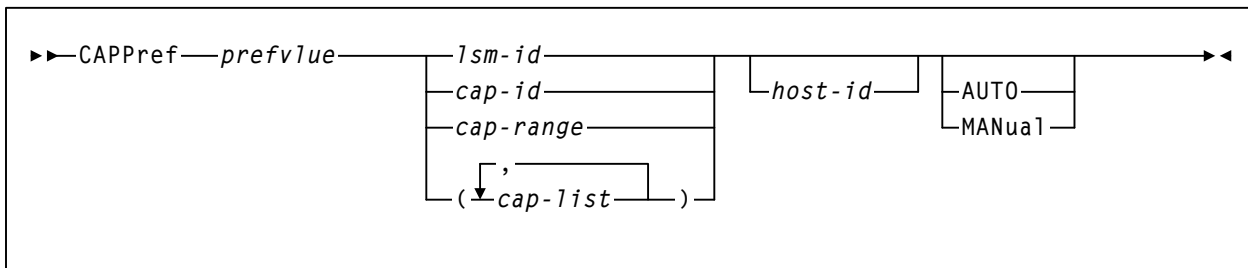 CAPPref prefvlue lsm-id
cap-id host-id AUTO
cap-range MANual
,
( cap-list )